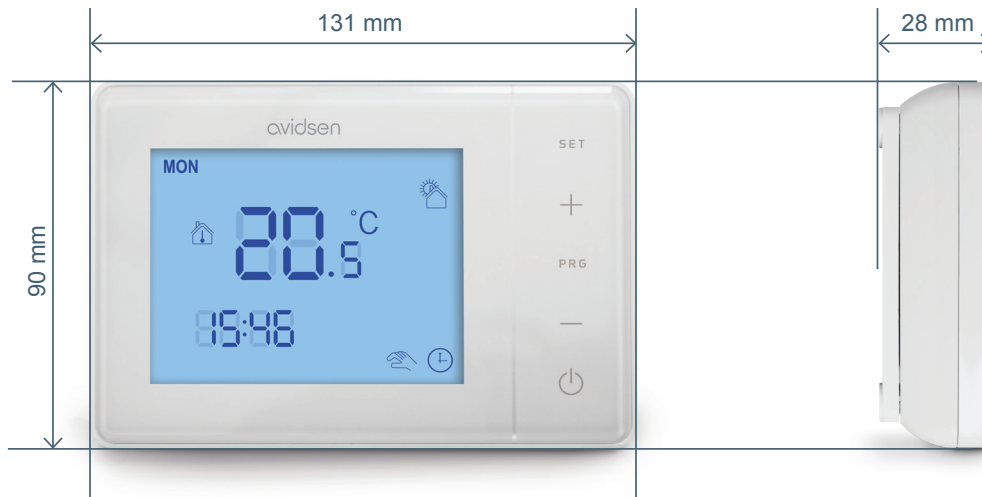 131 mm
28 mm
90 mm
avidsen
MON
20.5 °C
15:46
SET
+
PRG
—